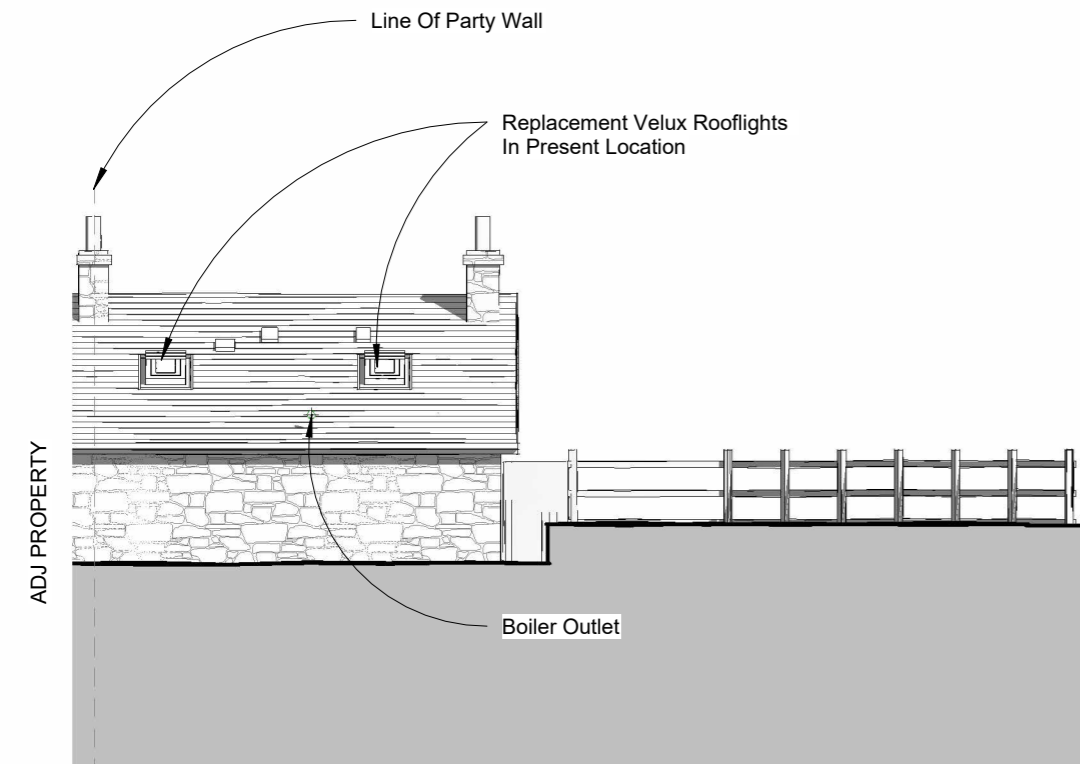 Line Of Party Wall
Replacement Velux Rooflights
In Present Location
ADJ PROPERTY
Boiler Outlet